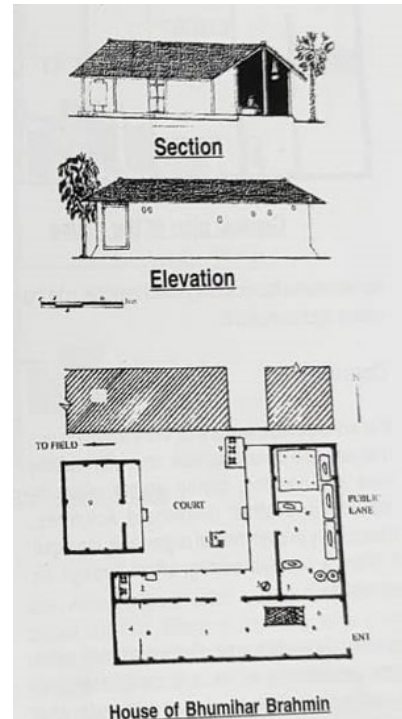 Section
Elevation
N
TO FIELD
COURT
PUBLIC
LANE
ENT
House of Bhumihar Brahmin